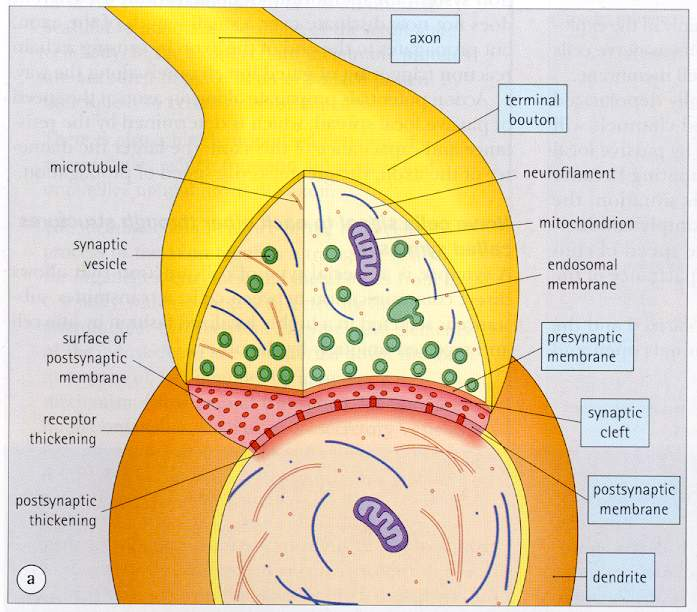 axon
terminal
bouton
microtubule
neurofilament
synaptic
vesicle
mitochondrion
endosomal
membrane
surface of
postsynaptic
membrane
presynaptic
membrane
receptor
thickening
synaptic
cleft
postsynaptic
thickening
postsynaptic
membrane
dendrite
a